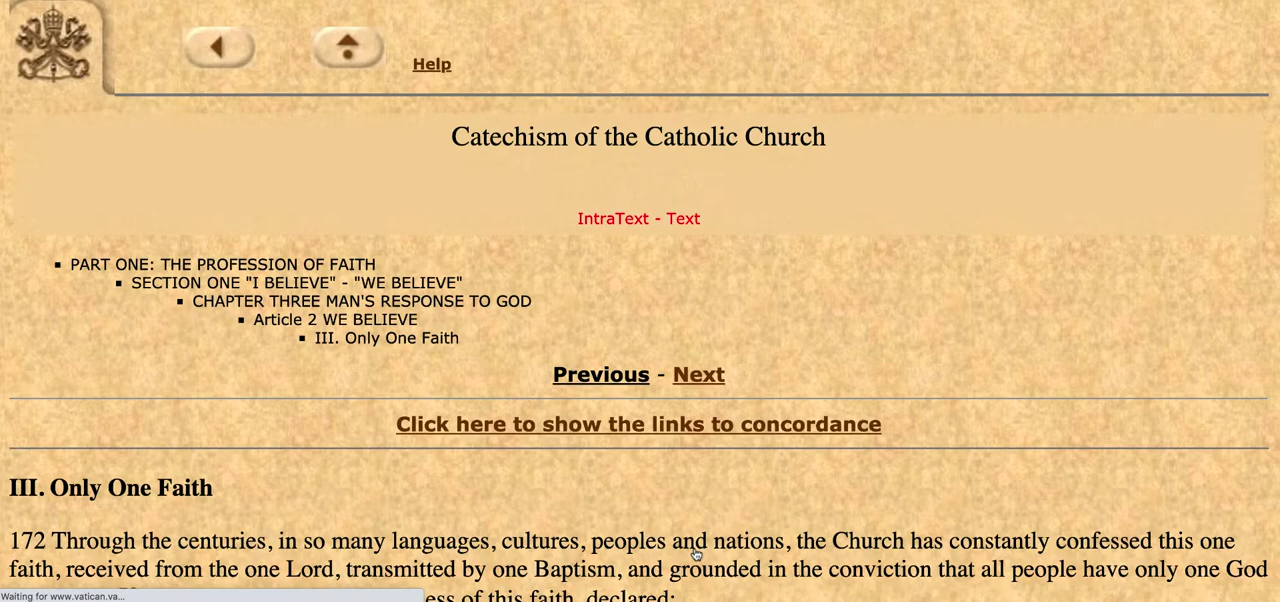 Help
Catechism of the Catholic Church
IntraText - Text
PART ONE: THE PROFESSION OF FAITH
SECTION ONE "I BELIEVE" - "WE BELIEVE"
CHAPTER THREE MAN'S RESPONSE TO GOD
Article 2 WE BELIEVE
III. Only One Faith
Previous - Next
Click here to show the links to concordance
III. Only One Faith
172 Through the centuries, in so many languages, cultures, peoples and nations, the Church has constantly confessed this one
faith, received from the one Lord, transmitted by one Baptism, and grounded in the conviction that all people have only one God
ess of this faith, declared:
Waiting for www.vatican.va...